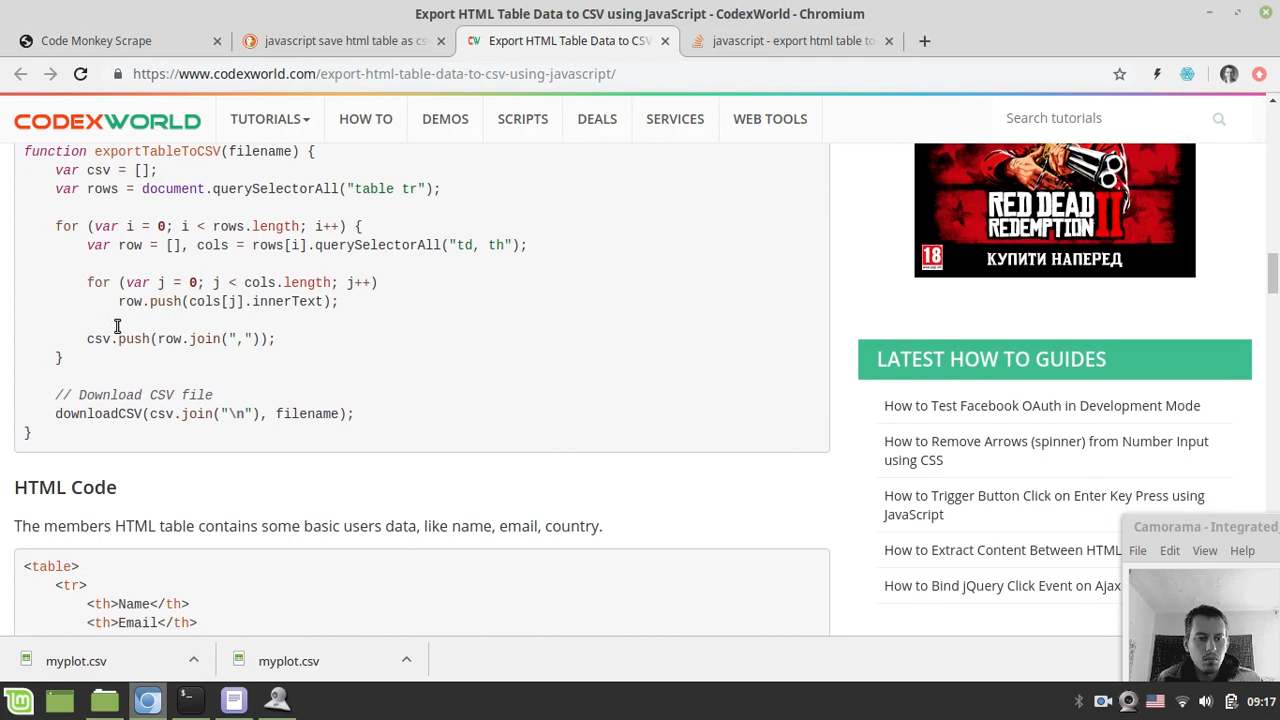 Export HTML Table Data to CSV using JavaScript - CodexWorld - Chromium
Code Monkey Scrape
javascript save html table as cs
Export HTML Table Data to CSV
javascript - export html table to
https://www.codexworld.com/export-html-table-data-to-csv-using-javascript/
CODEXWORLD
TUTORIALS
HOW TO
DEMOS
SCRIPTS
DEALS
SERVICES
WEB TOOLS
Search tutorials
function exportTableToCSV(filename) {
var csv = [];
var rows = document.querySelectorAll("table tr");
for (var i = 0; i < rows.length; i++) {
var row = [], cols = rows[i].querySelectorAll("td, th");
for (var j = 0; j < cols.length; j++)
row.push(cols[j].innerText);
csv.push(row.join(","));
}
// Download CSV file
downloadCSV(csv.join("\n"), filename);
}
HTML Code
The members HTML table contains some basic users data, like name, email, country.
<table>
<tr>
<th>Name</th>
<th>Email</th>
RED DEAD
REDEMPTION II
18
КУПИТИ НАПЕРЕД
LATEST HOW TO GUIDES
How to Test Facebook OAuth in Development Mode
How to Remove Arrows (spinner) from Number Input
using CSS
How to Trigger Button Click on Enter Key Press using
JavaScript
How to Extract Content Between HTML
How to Bind jQuery Click Event on Ajax
Camorama - Integrated
File Edit View Help
myplot.csv
myplot.csv
09:17